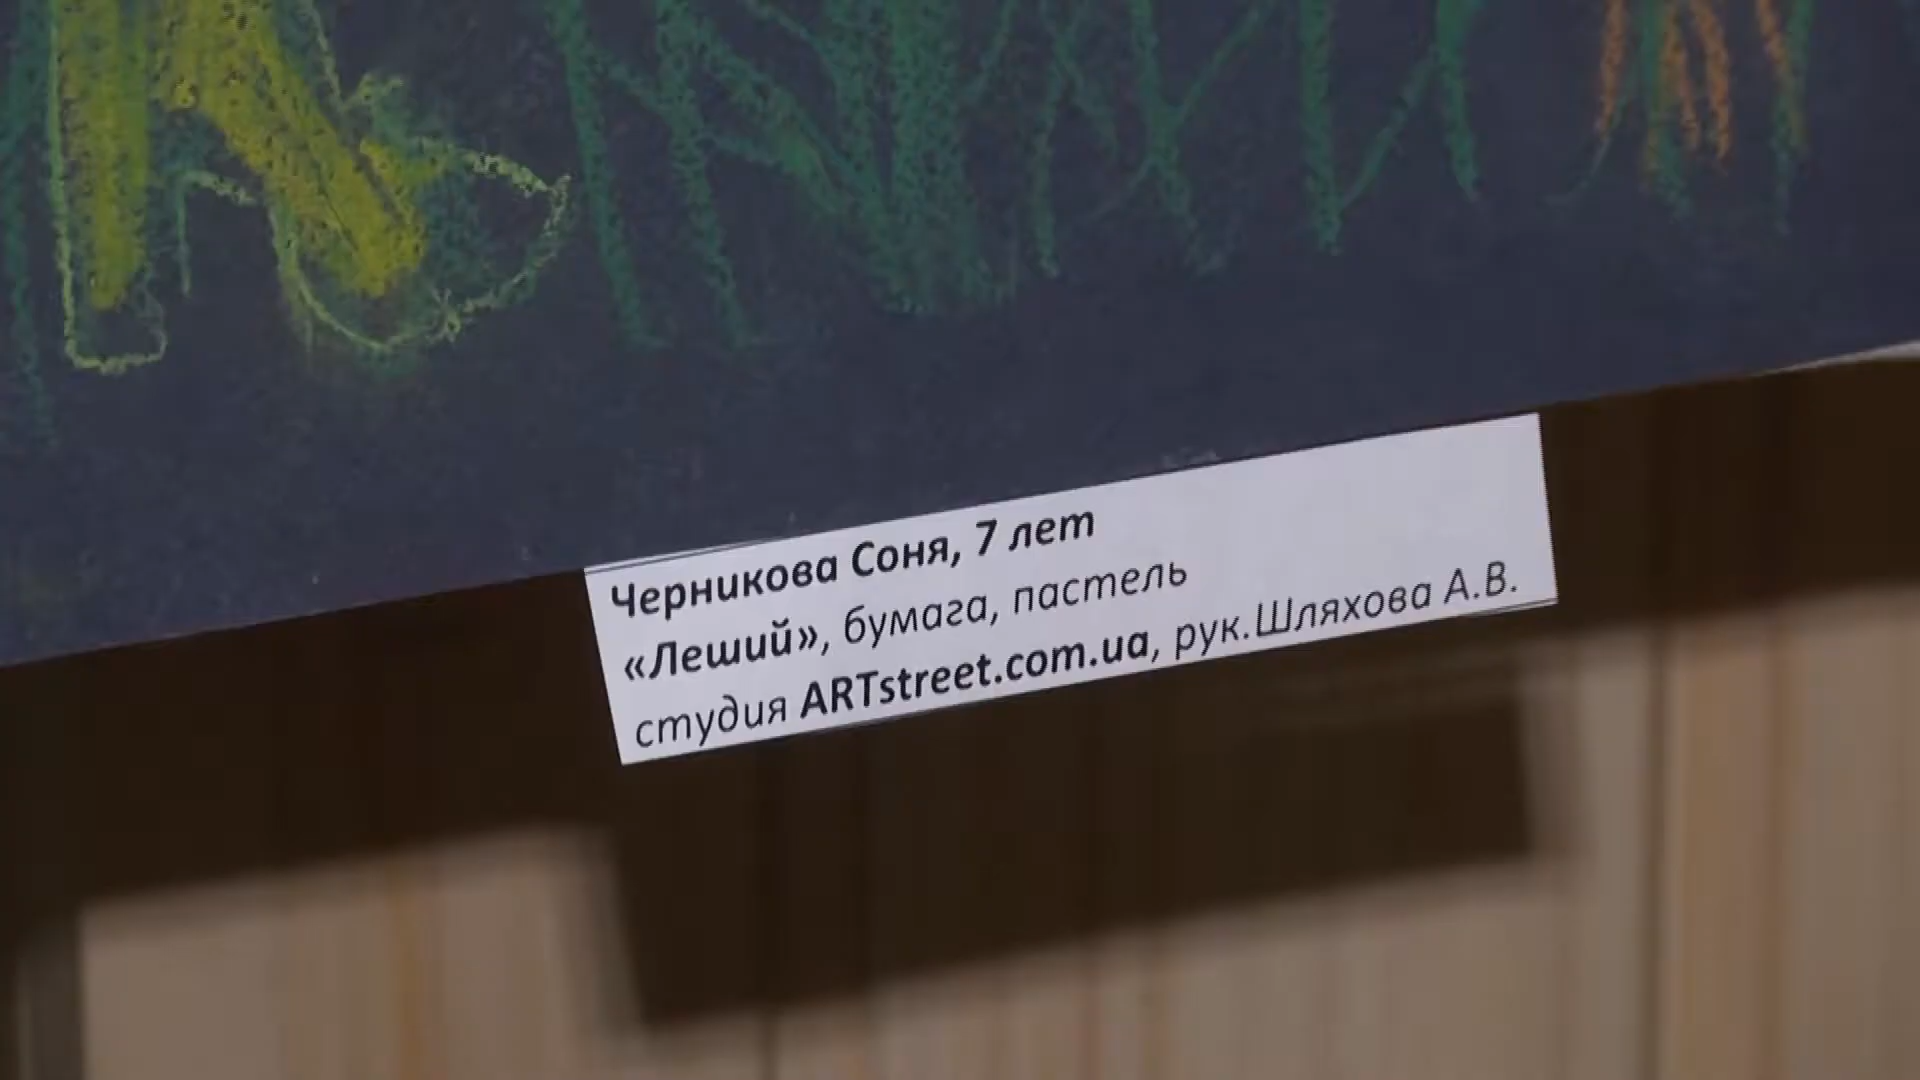 Черникова Соня, 7 лет
«Леший», бумага, пастель
студия ARTstreet.com.ua, рук.Шляхова А.В.